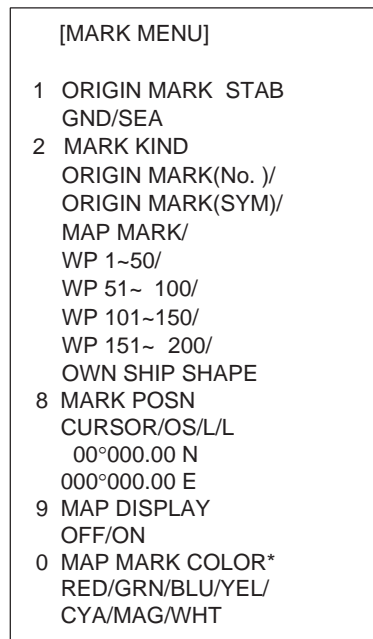 [MARK MENU]
1 ORIGIN MARK STAB
GND/SEA
2 MARK KIND
ORIGIN MARK(No. )/
ORIGIN MARK(SYM)/
MAP MARK/
WP 1~50/
WP 51~ 100/
WP 101~150/
WP 151~ 200/
OWN SHIP SHAPE
8 MARK POSN
CURSOR/OS/L/L
00°000.00 N
000°000.00 E
9 MAP DISPLAY
OFF/ON
0 MAP MARK COLOR*
RED/GRN/BLU/YEL/
CYA/MAG/WHT